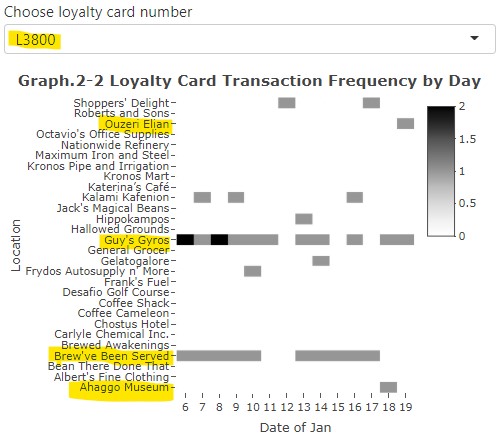 Choose loyalty card number
L3800
Graph.2-2 Loyalty Card Transaction Frequency by Day
Shoppers' Delight
Roberts and Sons
Ouzeri Elian
Octavio's Office Supplies
Nationwide Refinery
Maximum Iron and Steel
Kronos Pipe and Irrigation
Kronos Mart
Katerina's Café
Kalami Kafenion
Jack's Magical Beans
Hippokampos
Hallowed Grounds
Guy's Gyros
General Grocer
Gelatogalore
Frydos Autosupply n' More
Frank's Fuel
Desafio Golf Course
Coffee Shack
Coffee Cameleon
Chostus Hotel
Carlyle Chemical Inc.
Brewed Awakenings
Brew've Been Served
Bean There Done That
Albert's Fine Clothing
Ahaggo Museum
Location
6 7 8 9 10 11 12 13 14 15 16 17 18 19
Date of Jan
2
1.5
1
0.5
0